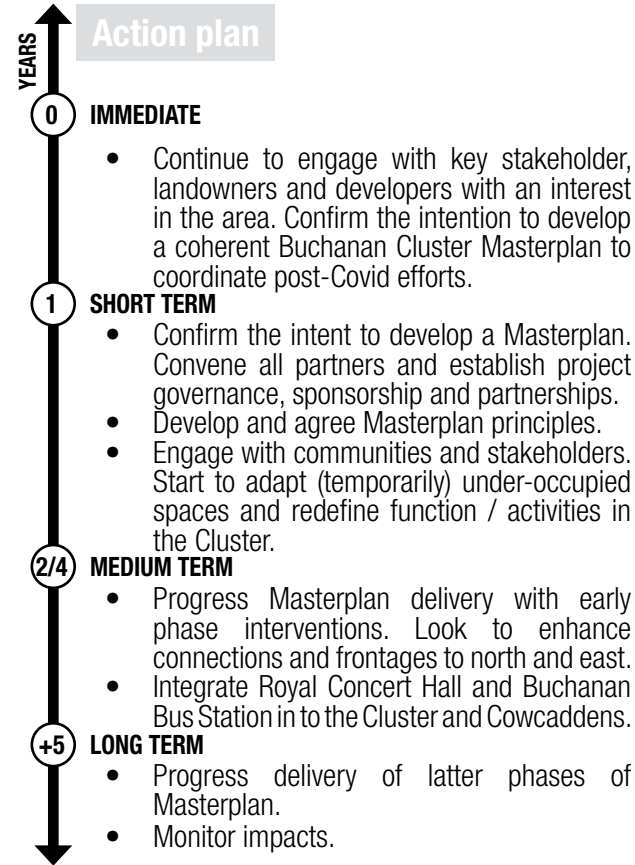 Action plan
YEARS
0 IMMEDIATE
• Continue to engage with key stakeholder,
landowners and developers with an interest
in the area. Confirm the intention to develop
a coherent Buchanan Cluster Masterplan to
coordinate post-Covid efforts.
1 SHORT TERM
• Confirm the intent to develop a Masterplan.
Convene all partners and establish project
governance, sponsorship and partnerships.
• Develop and agree Masterplan principles.
• Engage with communities and stakeholders.
Start to adapt (temporarily) under-occupied
spaces and redefine function / activities in
the Cluster.
2/4 MEDIUM TERM
• Progress Masterplan delivery with early
phase interventions. Look to enhance
connections and frontages to north and east.
• Integrate Royal Concert Hall and Buchanan
Bus Station in to the Cluster and Cowcaddens.
+5 LONG TERM
• Progress delivery of latter phases of
Masterplan.
• Monitor impacts.